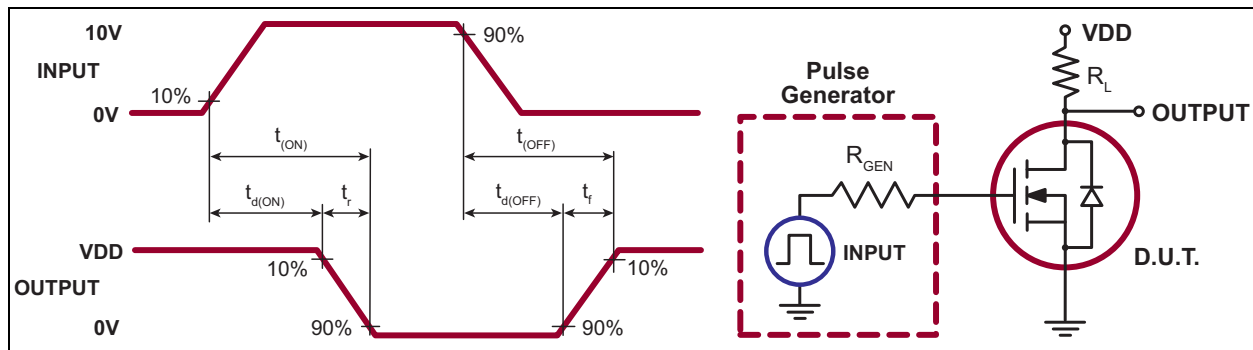 10V
INPUT
0V
10%
90%
t(ON)
t(OFF)
td(ON)
tr
td(OFF)
tf
VDD
OUTPUT
0V
10%
90%
90%
10%
Pulse
Generator
RGEN
INPUT
VDD
RL
OUTPUT
D.U.T.